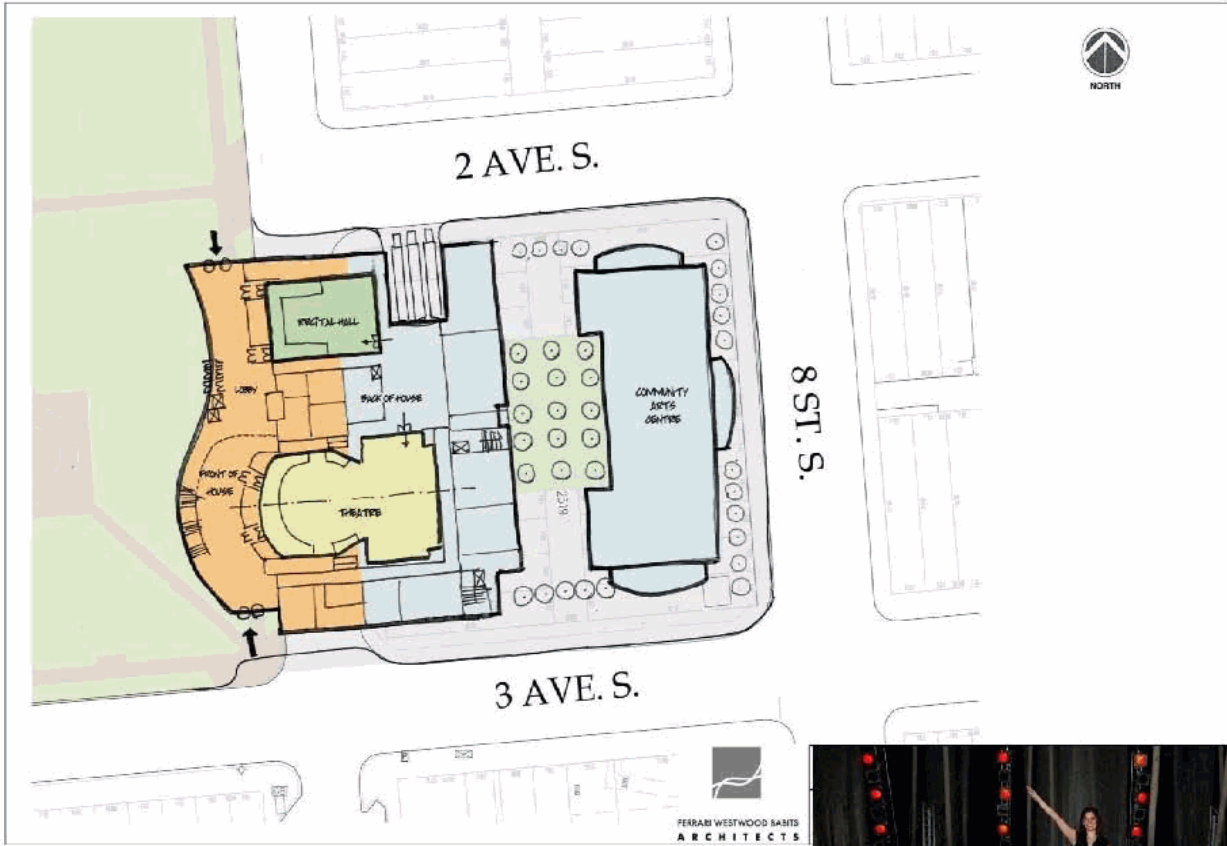 NORTH
2 AVE. S.
RECITAL HALL
LOBBY
BACK OF HOUSE
COMMUNITY
ARTS
CENTRE
8 ST. S.
FRONT OF
HOUSE
THEATRE
2519
3 AVE. S.
FERRARI WESTWOOD BABITS
ARCHITECTS